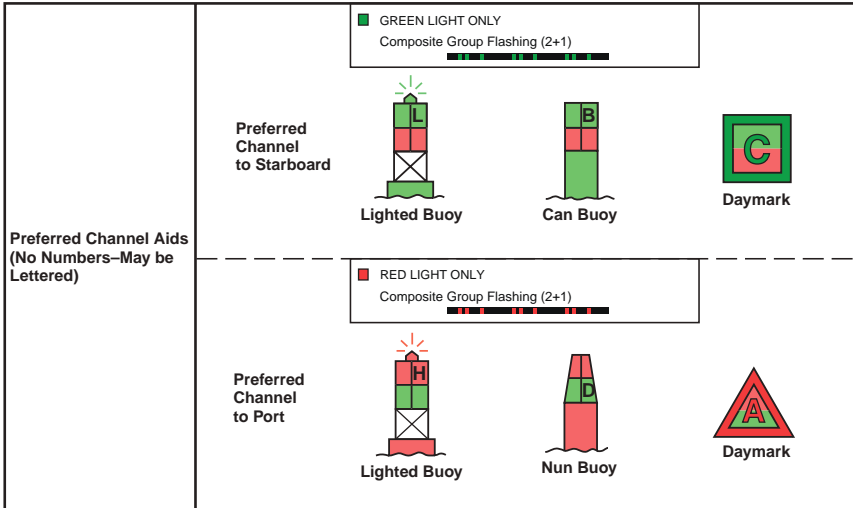 GREEN LIGHT ONLY
Composite Group Flashing (2+1)
Preferred
Channel
to Starboard
L
B
C
Lighted Buoy
Can Buoy
Daymark
Preferred Channel Aids
(No Numbers–May be
Lettered)
RED LIGHT ONLY
Composite Group Flashing (2+1)
Preferred
Channel
to Port
H
D
A
Lighted Buoy
Nun Buoy
Daymark